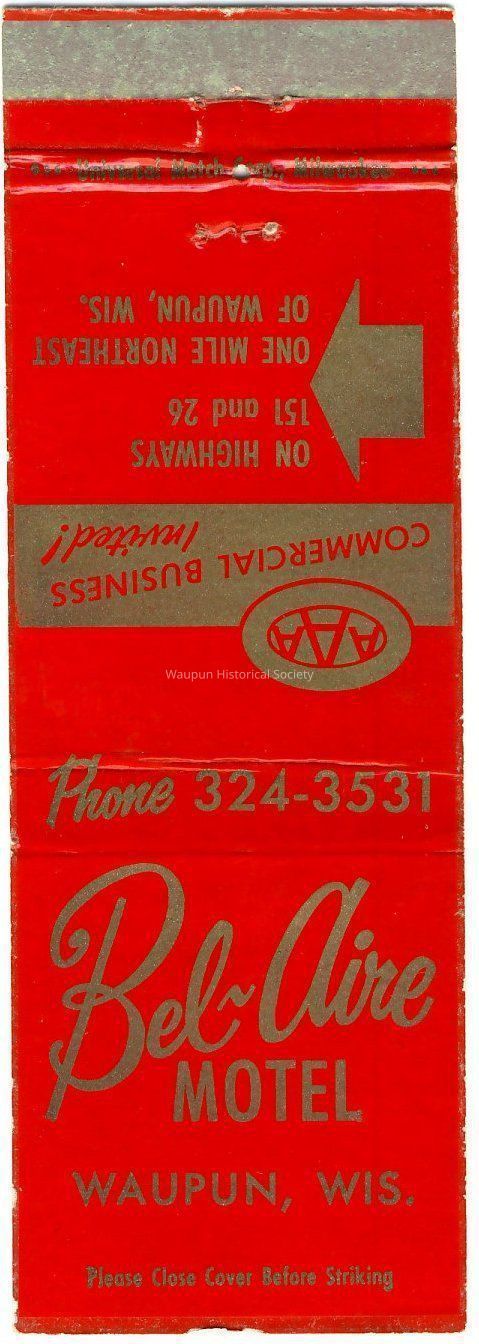 *** Universal Match Corp., Milwaukee ***
ON HIGHWAYS
151 and 26
ONE MILE NORTHEAST
OF WAUPUN, WIS.
COMMERCIAL BUSINESS
Invited!
AAA
Waupun Historical Society
Phone 324-3531
Bel~Aire
MOTEL
WAUPUN, WIS.
Please Close Cover Before Striking